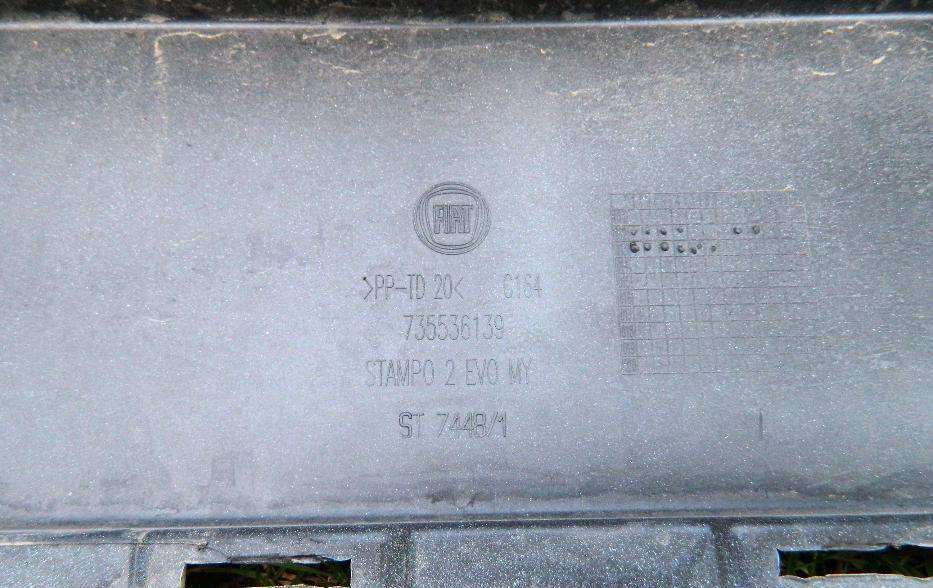 FIAT
>PP-TD 20< C164
735536139
STAMPO 2 EVO MY
ST 7448/1